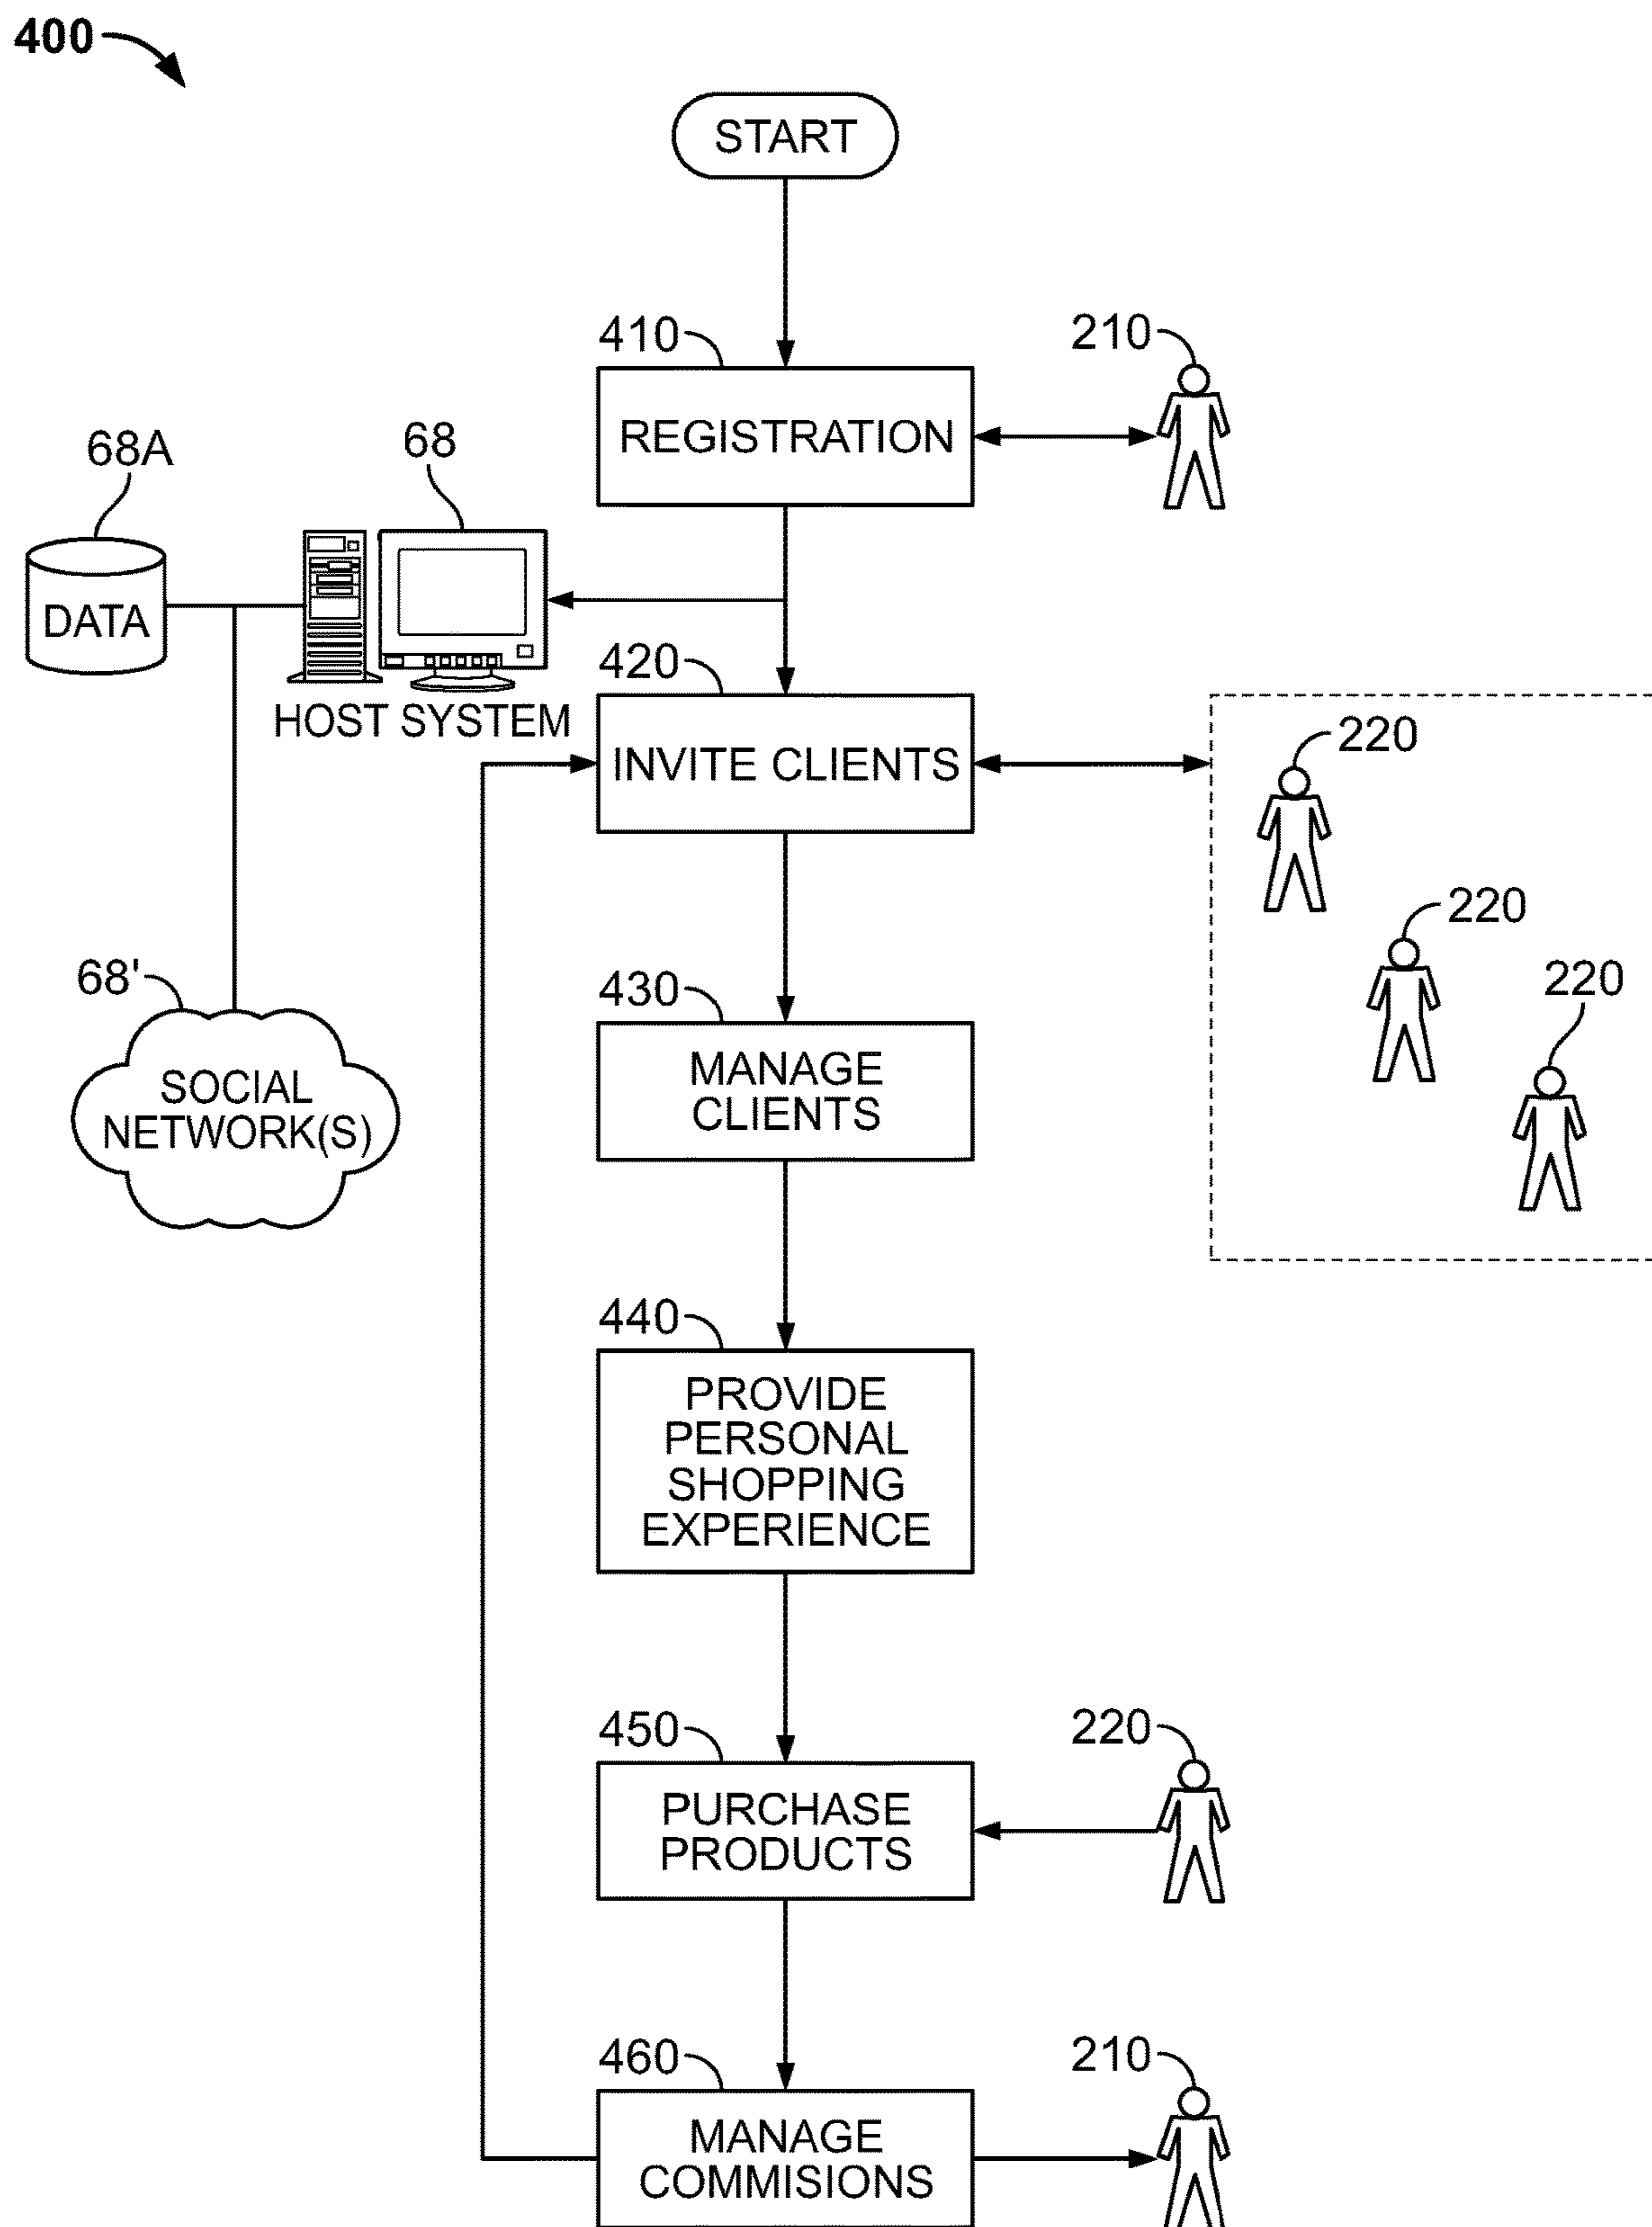 400
START
410
210
REGISTRATION
68A
68
DATA
HOST SYSTEM
420
INVITE CLIENTS
220
220
220
68'
SOCIAL
NETWORK(S)
430
MANAGE
CLIENTS
440
PROVIDE
PERSONAL
SHOPPING
EXPERIENCE
450
220
PURCHASE
PRODUCTS
460
210
MANAGE
COMMISIONS